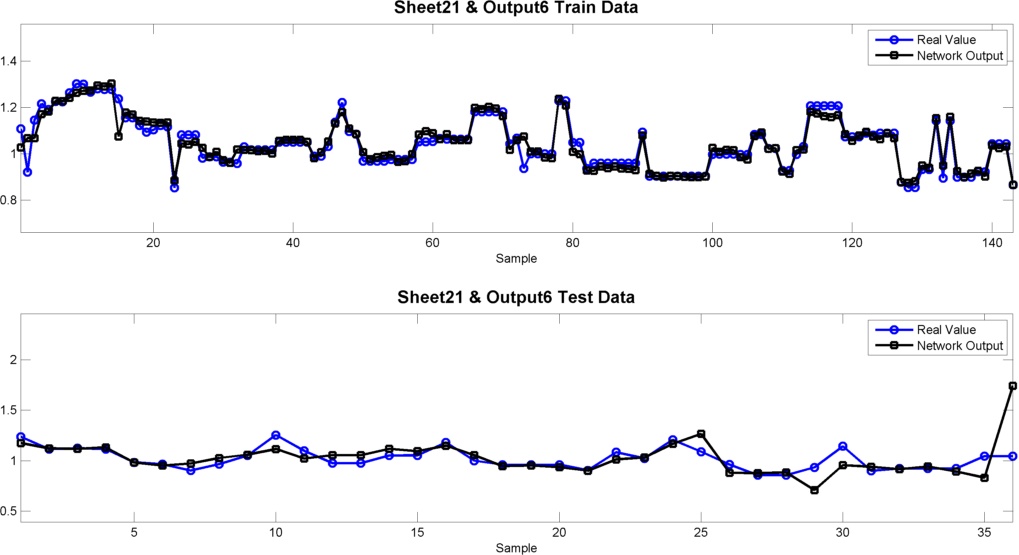 Sheet21 & Output6 Train Data
Real Value
Network Output
1.4
1.2
1
0.8
20
40
60
80
100
120
140
Sample
Sheet21 & Output6 Test Data
Real Value
Network Output
2
1.5
1
0.5
5
10
15
20
25
30
35
Sample